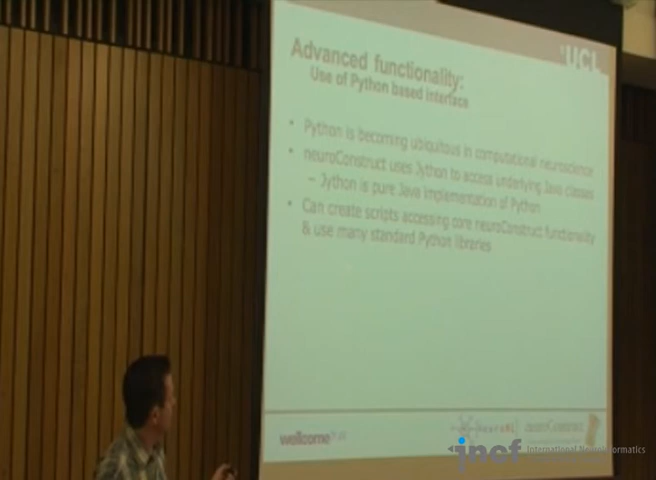 UCL
Advanced functionality:
Use of Python based interface
• Python is becoming ubiquitous in computational neuroscience
• neuroConstruct uses Jython to access underlying Java classes
– Jython is pure Java implementation of Python
• Can create scripts accessing core neuroConstruct functionality
& use many standard Python libraries
wellcome
neuroConstruct
incf International Neuroinformatics